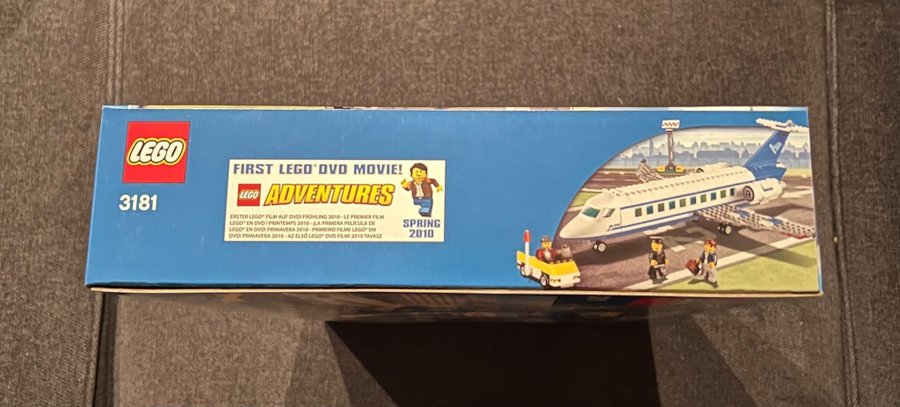 LEGO
3181
FIRST LEGO® DVD MOVIE!
LEGO ADVENTURES
ERSTER LEGO® FILM AUF DVD! FRÜHLING 2010 - LE PREMIER FILM
LEGO® EN DVD! PRINTEMPS 2010 - ¡LA PRIMERA PELÍCULA DE
LEGO® EN DVD! PRIMAVERA 2010 - PRIMEIRO FILME LEGO® EM
DVD! PRIMAVERA 2010 - AZ ELSŐ LEGO® DVD FILM! 2010 TAVASZ
SPRING
2010